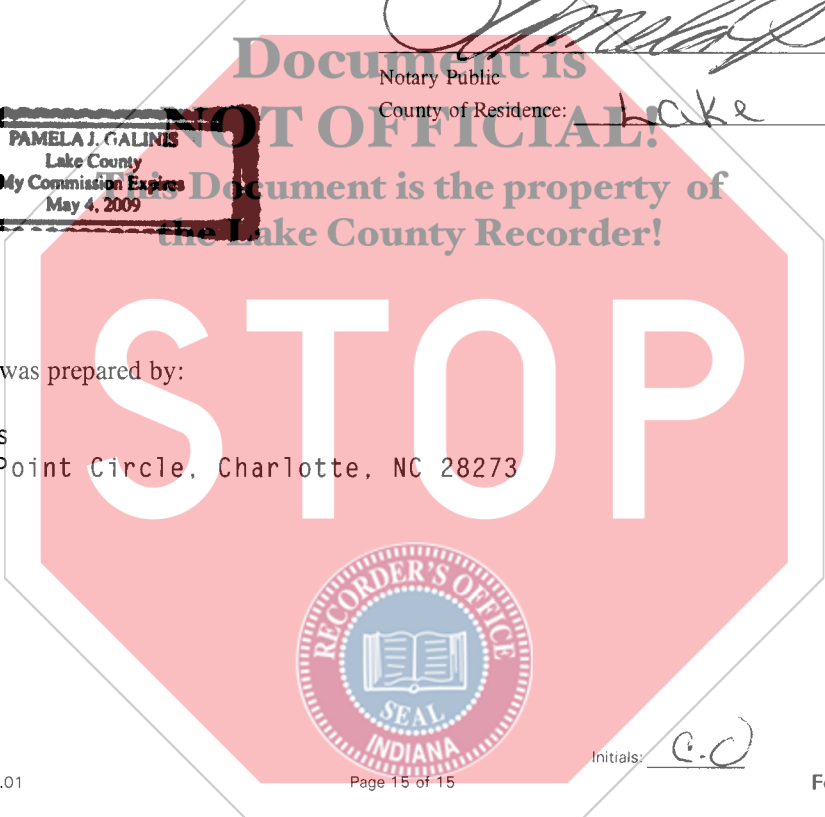 Document is
Notary Public
NOT OFFICIAL!
County of Residence: Lake
PAMELA J. GALINIS
Lake County
My Commission Expires
May 4, 2009
This Document is the property of
the Lake County Recorder!
STOP
was prepared by:
s
Point Circle, Charlotte, NC 28273
RECORDER'S OFFICE
SEAL
INDIANA
Initials: C.O
.01
Page 15 of 15